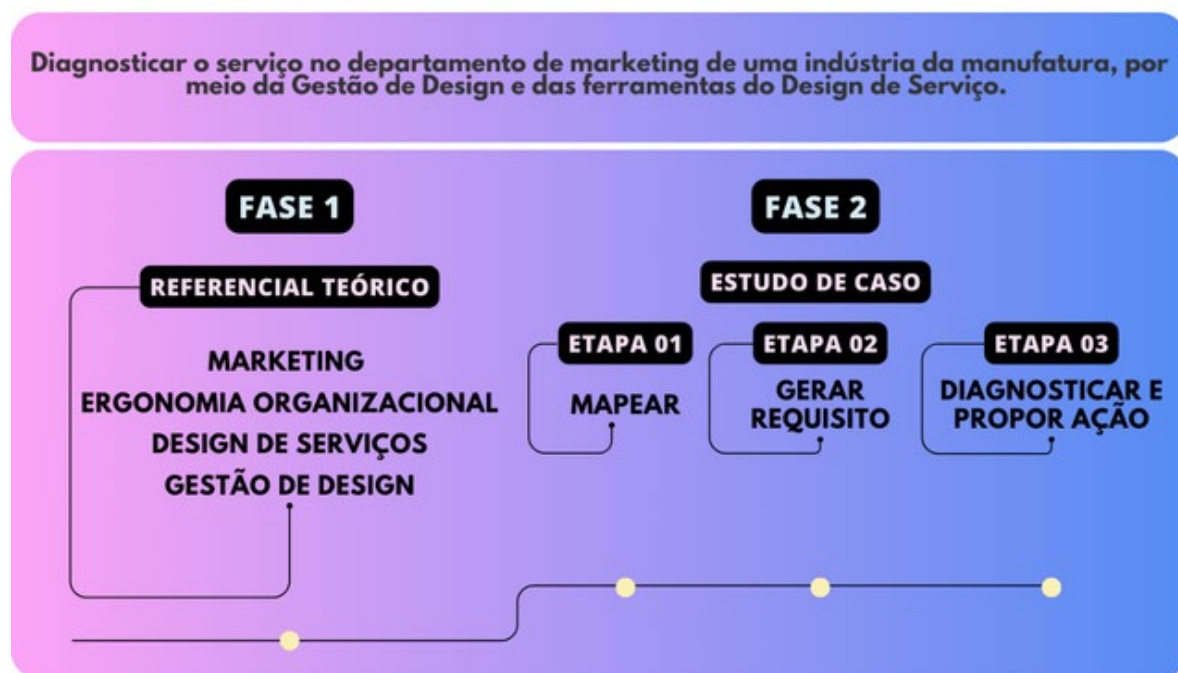 Diagnosticar o serviço no departamento de marketing de uma indústria da manufatura, por
meio da Gestão de Design e das ferramentas do Design de Serviço.
FASE 1
REFERENCIAL TEÓRICO
MARKETING
ERGONOMIA ORGANIZACIONAL
DESIGN DE SERVIÇOS
GESTÃO DE DESIGN
FASE 2
ESTUDO DE CASO
ETAPA 01
MAPEAR
ETAPA 02
GERAR
REQUISITO
ETAPA 03
DIAGNOSTICAR E
PROPOR AÇÃO